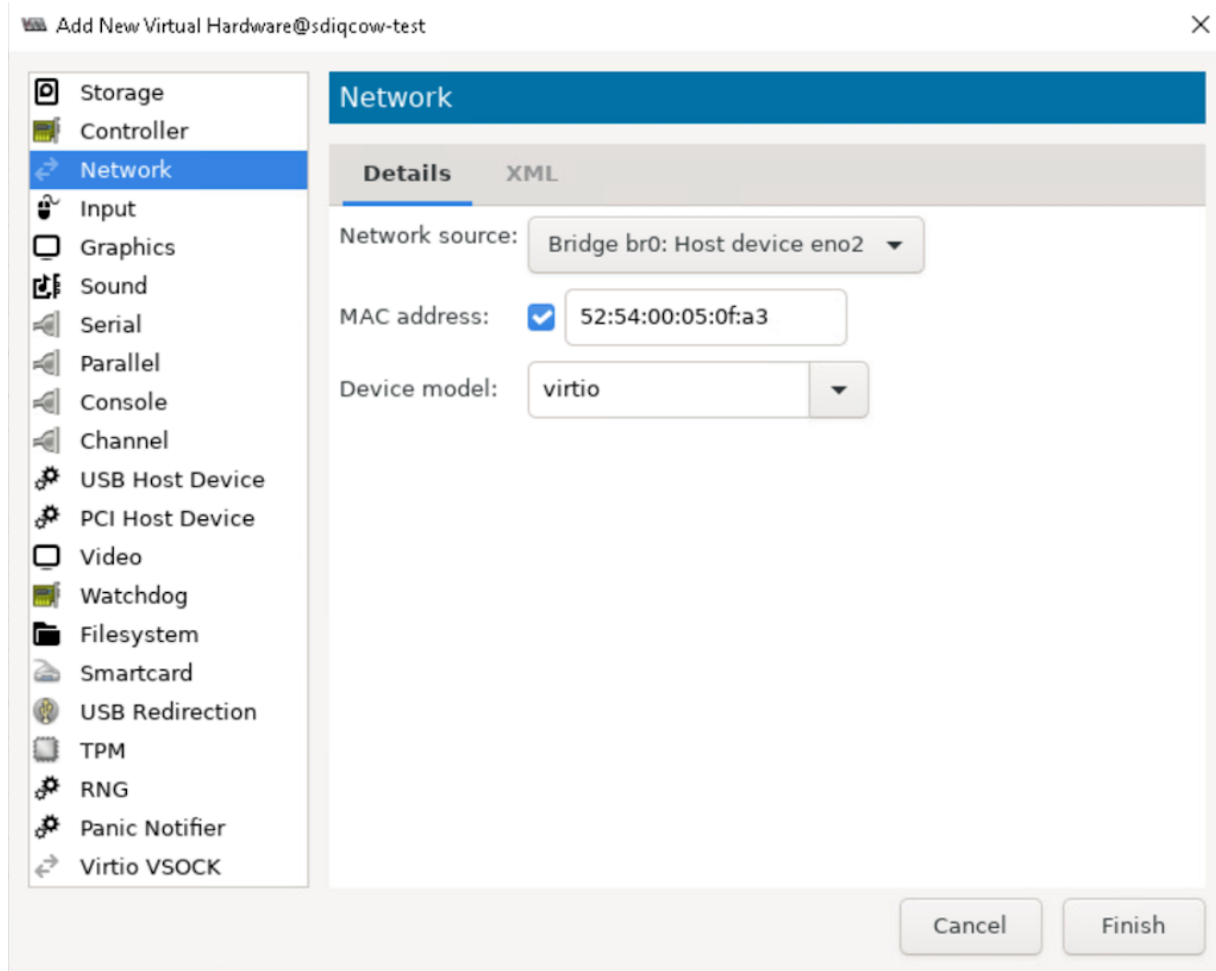 Add New Virtual Hardware@sdiqcow-test
Storage
Controller
Network
Input
Graphics
Sound
Serial
Parallel
Console
Channel
USB Host Device
PCI Host Device
Video
Watchdog
Filesystem
Smartcard
USB Redirection
TPM
RNG
Panic Notifier
Virtio VSOCK
Network
Details XML
Network source: Bridge br0: Host device eno2
MAC address: 52:54:00:05:0f:a3
Device model: virtio
Cancel Finish